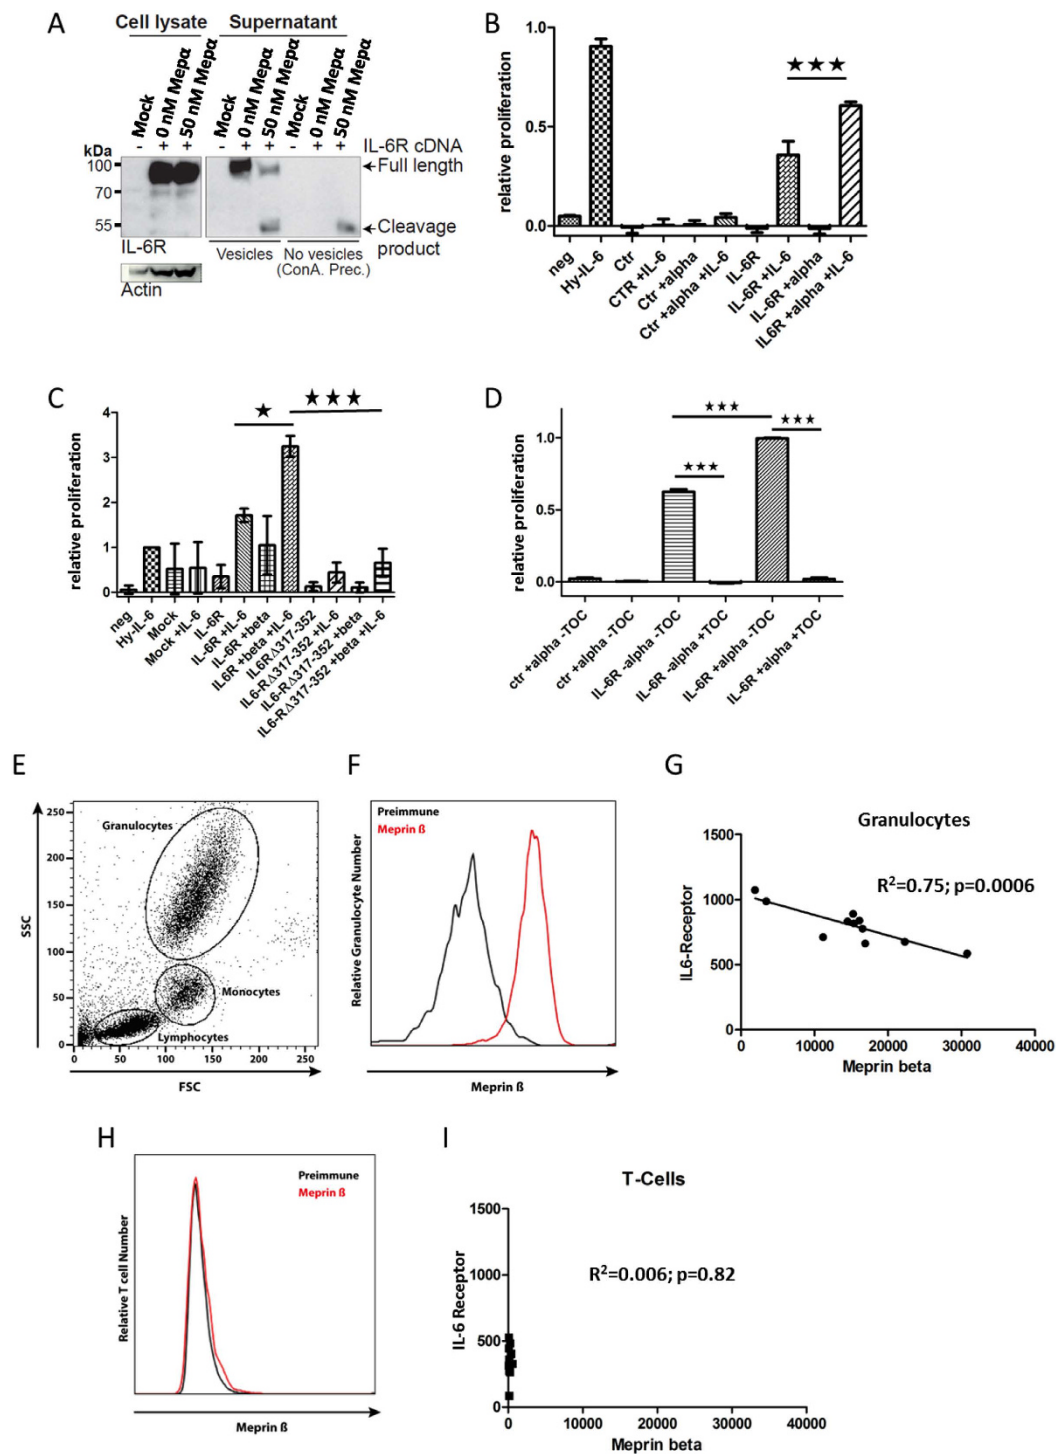 A
Cell lysate Supernatant
Mock
0 nM Mepα
50 nM Mepα
Mock
0 nM Mepα
50 nM Mepα
Mock
0 nM Mepα
50 nM Mepα
- + + - + + - + + IL-6R cDNA
kDa
100
70
55
Full length
Cleavage
product
IL-6R
Vesicles
No vesicles
(ConA. Prec.)
Actin
B
relative proliferation
1.0
0.5
0.0
★★★
neg
Hy-IL-6
Ctr
CTR +IL-6
Ctr +alpha
Ctr +alpha +IL-6
IL-6R
IL-6R +IL-6
IL-6R +alpha
IL6R +alpha +IL-6
C
relative proliferation
4
3
2
1
0
★
★★★
neg
Hy-IL-6
Mock
Mock +IL-6
IL-6R
IL-6R +IL-6
IL-6R +beta
IL6R +beta +IL-6
IL6RΔ317-352
IL6-RΔ317-352 +IL-6
IL6-RΔ317-352 +beta
IL6-RΔ317-352 +beta +IL-6
D
relative proliferation
1.0
0.5
0.0
★★★
★★★
★★★
ctr +alpha -TOC
ctr +alpha -TOC
IL-6R -alpha -TOC
IL-6R -alpha +TOC
IL-6R +alpha -TOC
IL-6R +alpha +TOC
E
SSC
250
200
150
100
50
0
Granulocytes
Monocytes
Lymphocytes
0 50 100 150 200 250
FSC
F
Relative Granulocyte Number
Preimmune
Meprin ß
Meprin ß
G
Granulocytes
R²=0.75; p=0.0006
IL6-Receptor
1500
1000
500
0
0 10000 20000 30000 40000
Meprin beta
H
Relative T cell Number
Preimmune
Meprin ß
Meprin ß
I
T-Cells
R²=0.006; p=0.82
IL-6 Receptor
1500
1000
500
0
0 10000 20000 30000 40000
Meprin beta